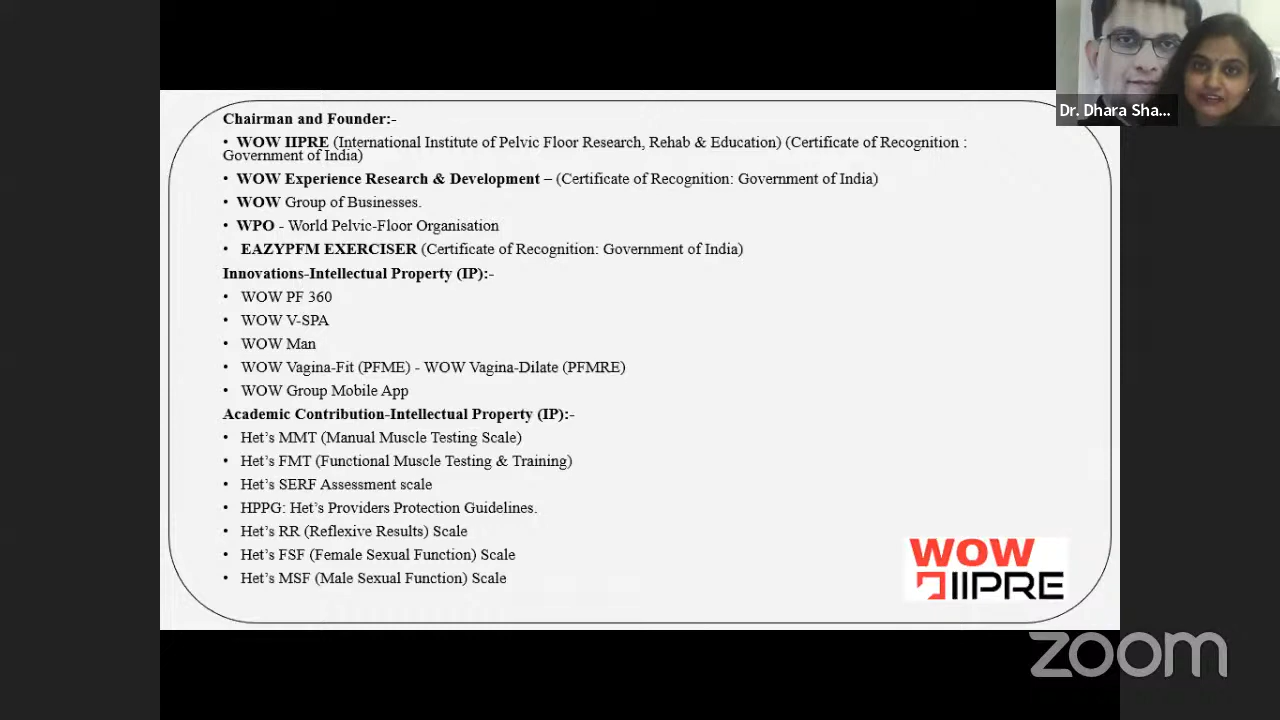 Dr. Dhara Sha...
Chairman and Founder:-
• WOW IIPRE (International Institute of Pelvic Floor Research, Rehab & Education) (Certificate of Recognition :
Government of India)
• WOW Experience Research & Development – (Certificate of Recognition: Government of India)
• WOW Group of Businesses.
• WPO - World Pelvic-Floor Organisation
• EAZYPFM EXERCISER (Certificate of Recognition: Government of India)
Innovations-Intellectual Property (IP):-
• WOW PF 360
• WOW V-SPA
• WOW Man
• WOW Vagina-Fit (PFME) - WOW Vagina-Dilate (PFMRE)
• WOW Group Mobile App
Academic Contribution-Intellectual Property (IP):-
• Het’s MMT (Manual Muscle Testing Scale)
• Het’s FMT (Functional Muscle Testing & Training)
• Het’s SERF Assessment scale
• HPPG: Het’s Providers Protection Guidelines.
• Het’s RR (Reflexive Results) Scale
• Het’s FSF (Female Sexual Function) Scale
• Het’s MSF (Male Sexual Function) Scale
WOW
IIPRE
zoom